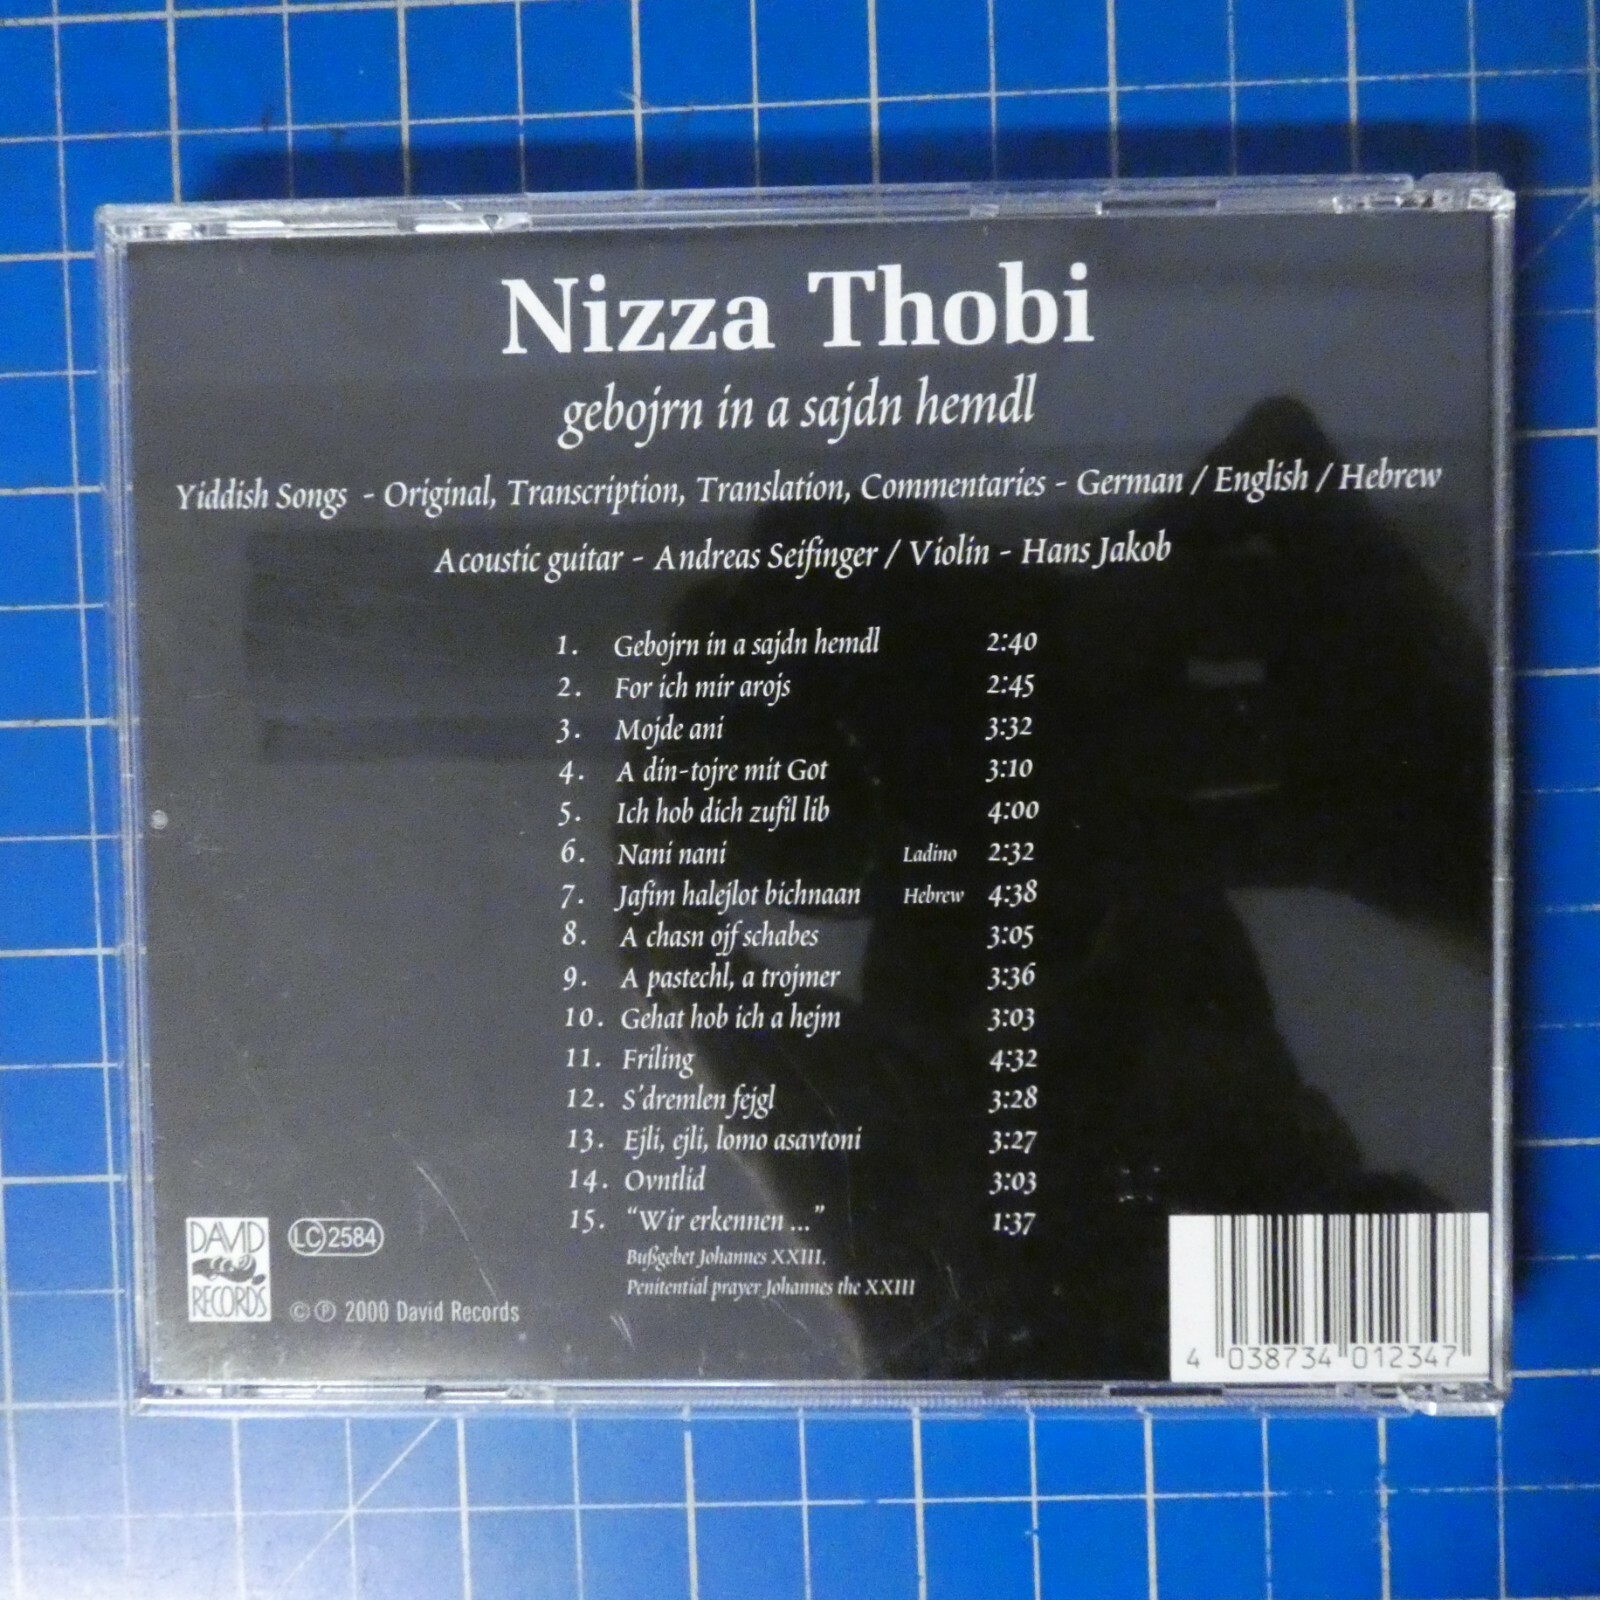 Nizza Thobi
gebojrn in a sajdn hemdl
Yiddish Songs - Original, Transcription, Translation, Commentaries - German / English / Hebrew
Acoustic guitar - Andreas Seifinger / Violin - Hans Jakob
1. Gebojrn in a sajdn hemdl 2:40
2. For ich mir arojs 2:45
3. Mojde ani 3:32
4. A din-tojre mit Got 3:10
5. Ich hob dich zufil lib 4:00
6. Nani nani Ladino 2:32
7. Jafim halejlot bichnaan Hebrew 4:38
8. A chasn ojf schabes 3:05
9. A pastechl, a trojmer 3:36
10. Gehat hob ich a hejm 3:03
11. Friling 4:32
12. S'dremlen fejgl 3:28
13. Ejli, ejli, lomo asavtoni 3:27
14. Ovntlid 3:03
15. "Wir erkennen ..." 1:37
Bußgebet Johannes XXIII.
Penitential prayer Johannes the XXIII
DAVID
RECORDS
LC 2584
© ℗ 2000 David Records
4 038734 012347